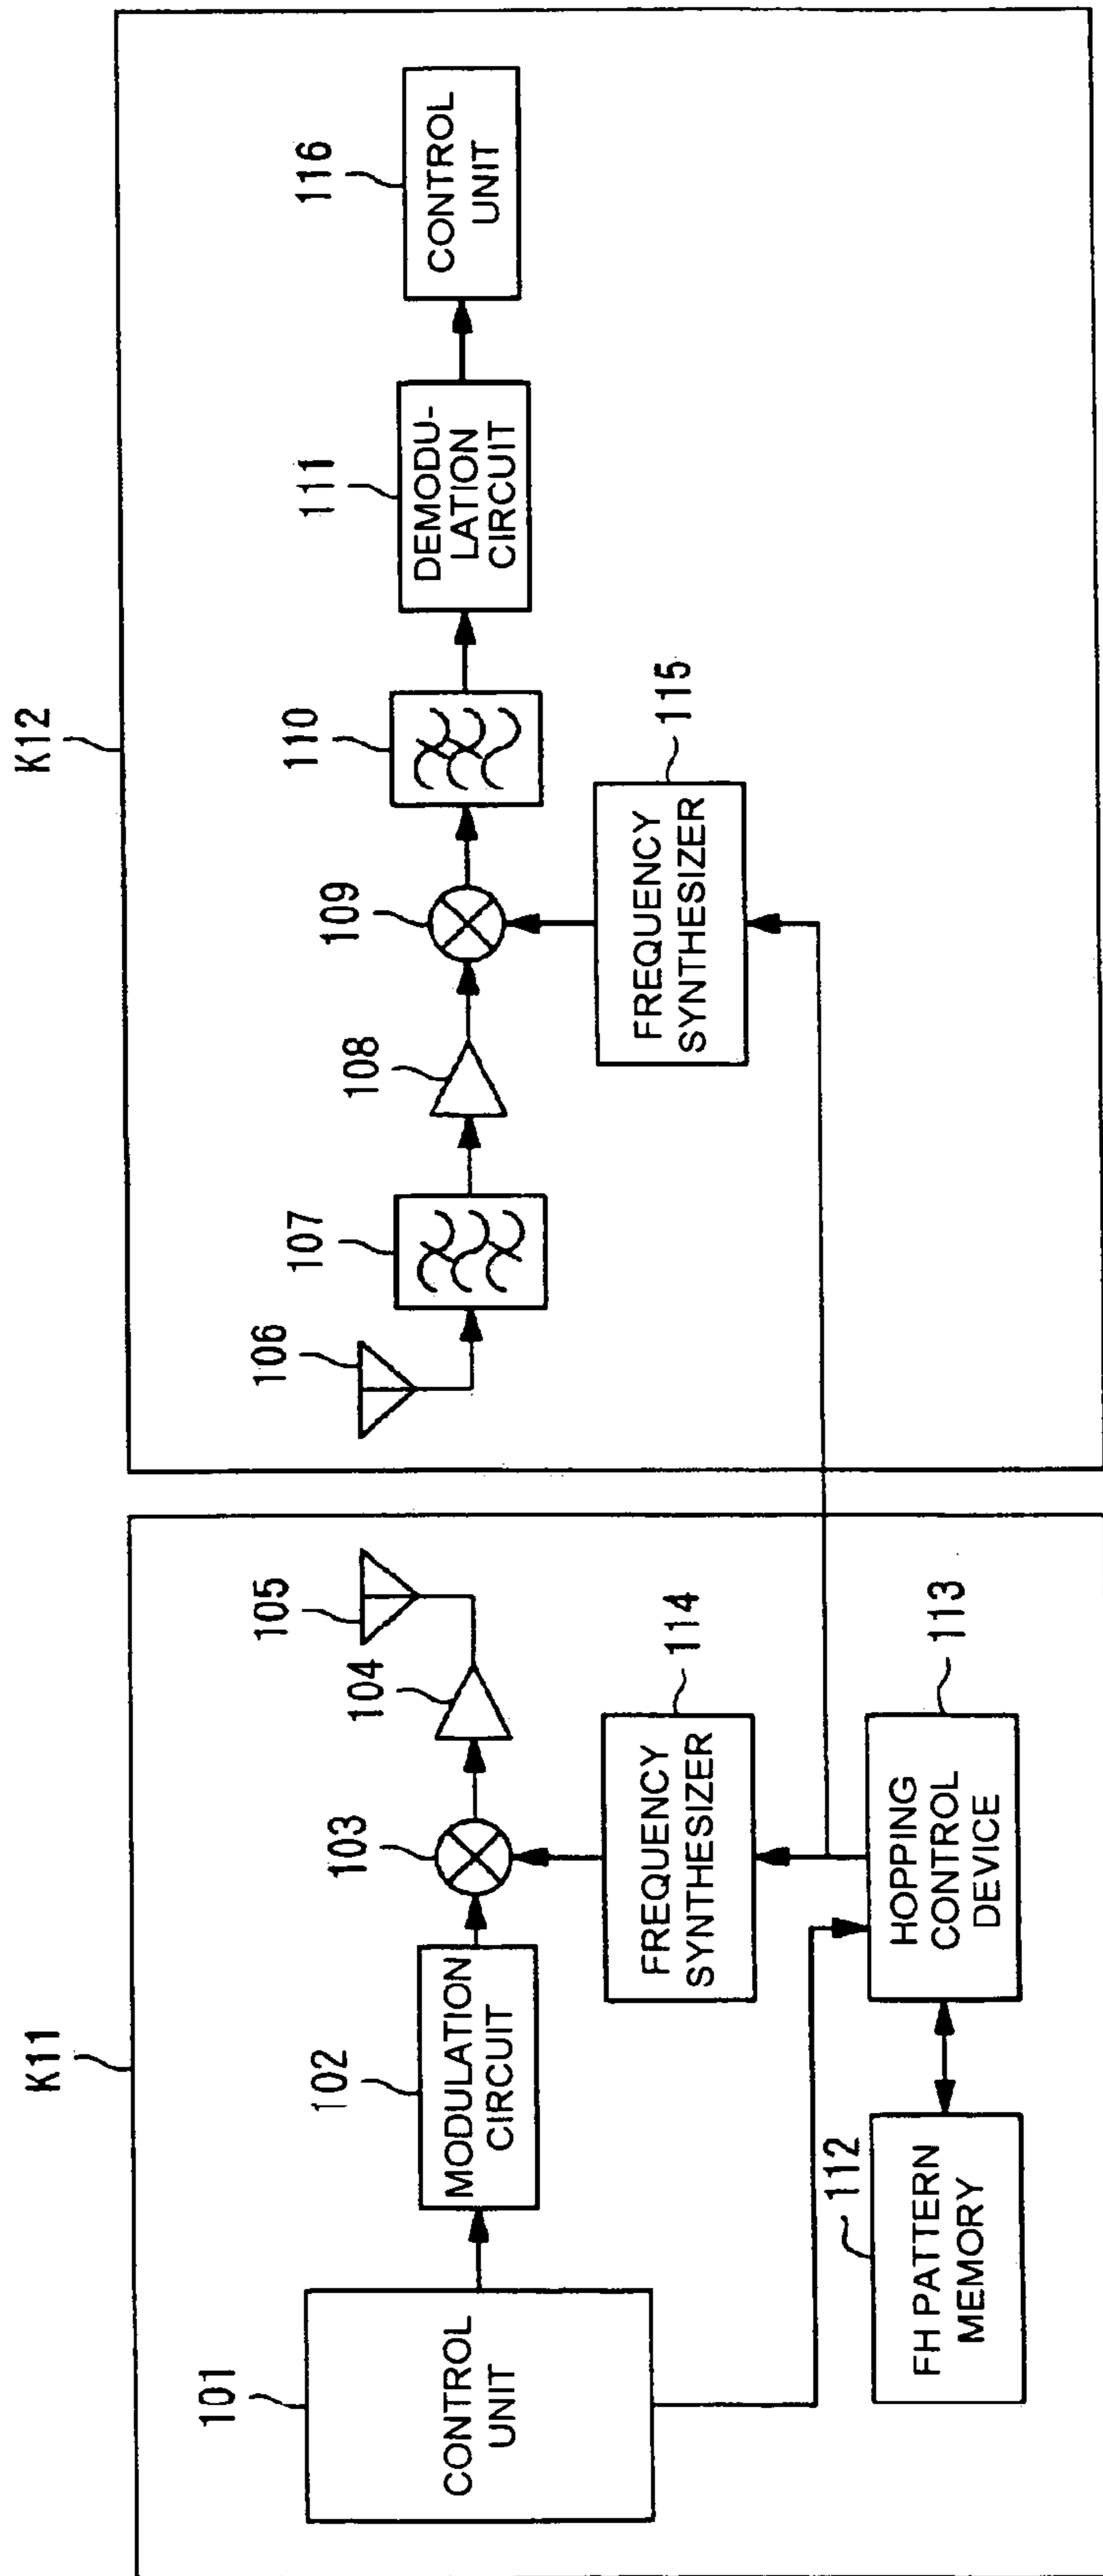 K11
101
CONTROL
UNIT
102
MODULATION
CIRCUIT
103
104
105
FREQUENCY
SYNTHESIZER
114
112
FH PATTERN
MEMORY
HOPPING
CONTROL
DEVICE
113
K12
106
107
108
109
110
111
DEMODU-
LATION
CIRCUIT
116
CONTROL
UNIT
FREQUENCY
SYNTHESIZER
115